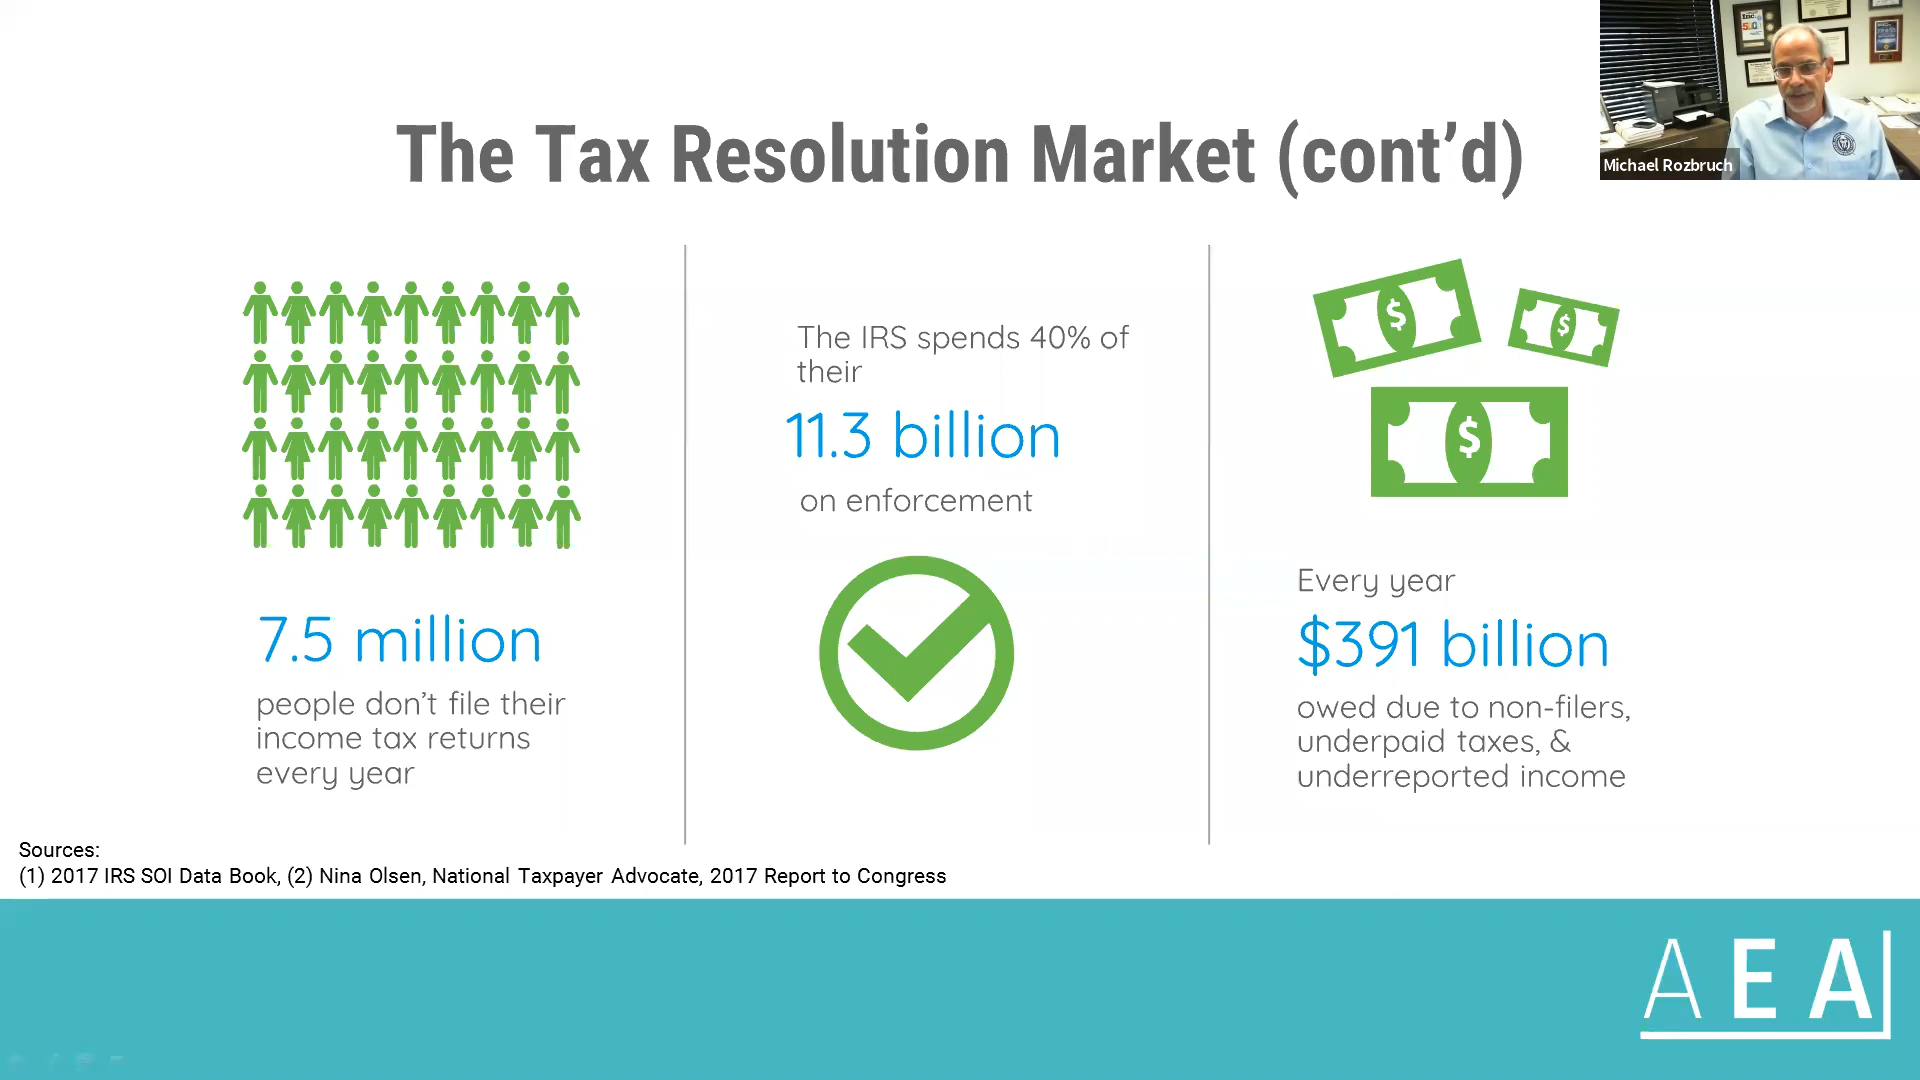 The Tax Resolution Market (cont’d)
Inc.
500
Michael Rozbruch
$
$
$
The IRS spends 40% of
their
11.3 billion
on enforcement
7.5 million
people don’t file their
income tax returns
every year
Every year
$391 billion
owed due to non-filers,
underpaid taxes, &
underreported income
Sources:
(1) 2017 IRS SOI Data Book, (2) Nina Olsen, National Taxpayer Advocate, 2017 Report to Congress
AEA